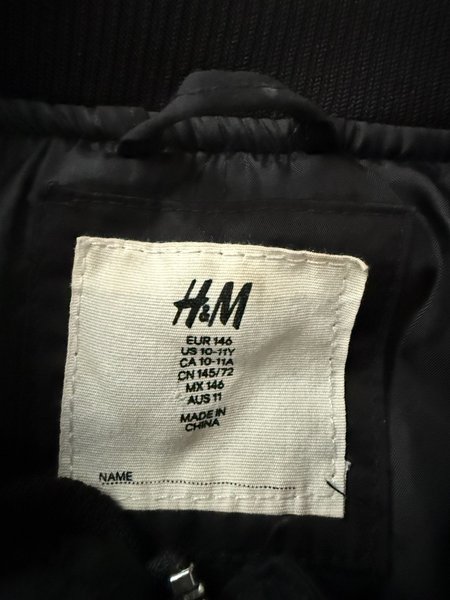 H&M
EUR 146
US 10-11Y
CA 10-11A
CN 145/72
MX 146
AUS 11
MADE IN
CHINA
NAME